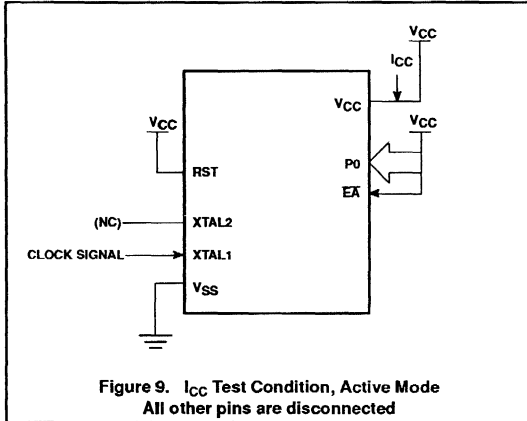 VCC
ICC
VCC
VCC
VCC
P0
RST
EA
(NC)
XTAL2
CLOCK SIGNAL
XTAL1
VSS
Figure 9. ICC Test Condition, Active Mode
All other pins are disconnected